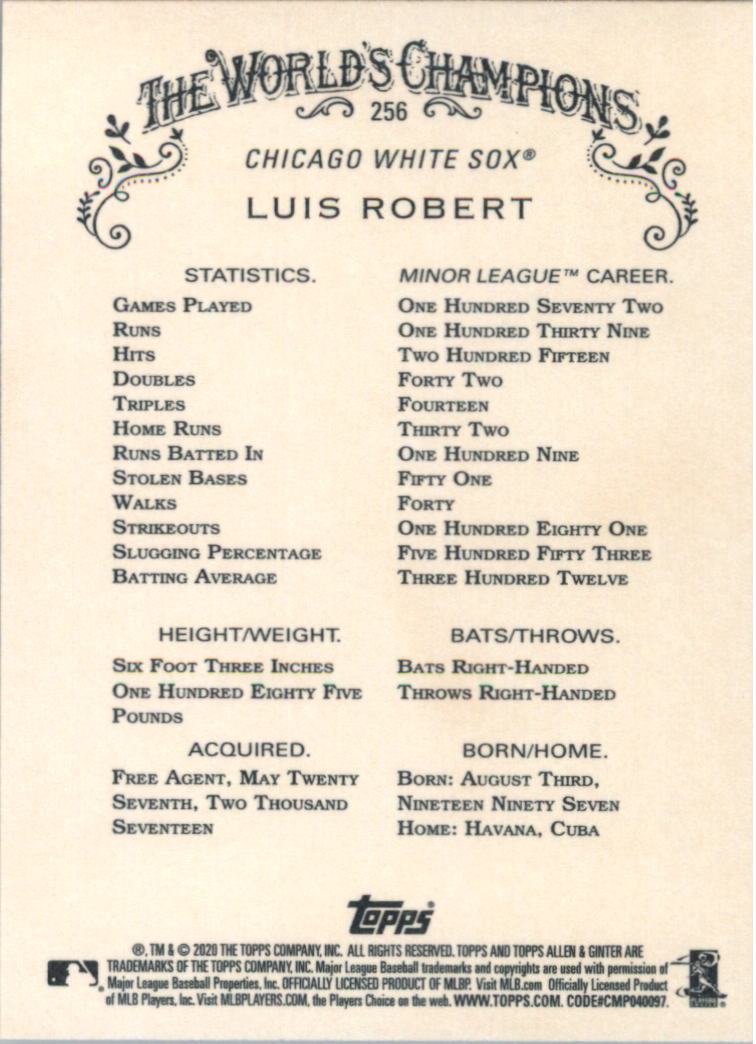 THE WORLD'S CHAMPIONS
256
CHICAGO WHITE SOX®
LUIS ROBERT
STATISTICS. MINOR LEAGUE™ CAREER.
GAMES PLAYED ONE HUNDRED SEVENTY TWO
RUNS ONE HUNDRED THIRTY NINE
HITS TWO HUNDRED FIFTEEN
DOUBLES FORTY TWO
TRIPLES FOURTEEN
HOME RUNS THIRTY TWO
RUNS BATTED IN ONE HUNDRED NINE
STOLEN BASES FIFTY ONE
WALKS FORTY
STRIKEOUTS ONE HUNDRED EIGHTY ONE
SLUGGING PERCENTAGE FIVE HUNDRED FIFTY THREE
BATTING AVERAGE THREE HUNDRED TWELVE
HEIGHT/WEIGHT. BATS/THROWS.
SIX FOOT THREE INCHES BATS RIGHT-HANDED
ONE HUNDRED EIGHTY FIVE THROWS RIGHT-HANDED
POUNDS
ACQUIRED. BORN/HOME.
FREE AGENT, MAY TWENTY BORN: AUGUST THIRD,
SEVENTH, TWO THOUSAND NINETEEN NINETY SEVEN
SEVENTEEN HOME: HAVANA, CUBA
Topps®
®, TM & © 2020 THE TOPPS COMPANY, INC. ALL RIGHTS RESERVED. TOPPS AND TOPPS ALLEN & GINTER ARE
TRADEMARKS OF THE TOPPS COMPANY, INC. Major League Baseball trademarks and copyrights are used with permission of
Major League Baseball Properties, Inc. OFFICIALLY LICENSED PRODUCT OF MLBP. Visit MLB.com Officially Licensed Product
of MLB Players, Inc. Visit MLBPLAYERS.COM, the Players Choice on the web. WWW.TOPPS.COM. CODE#CMP040097.